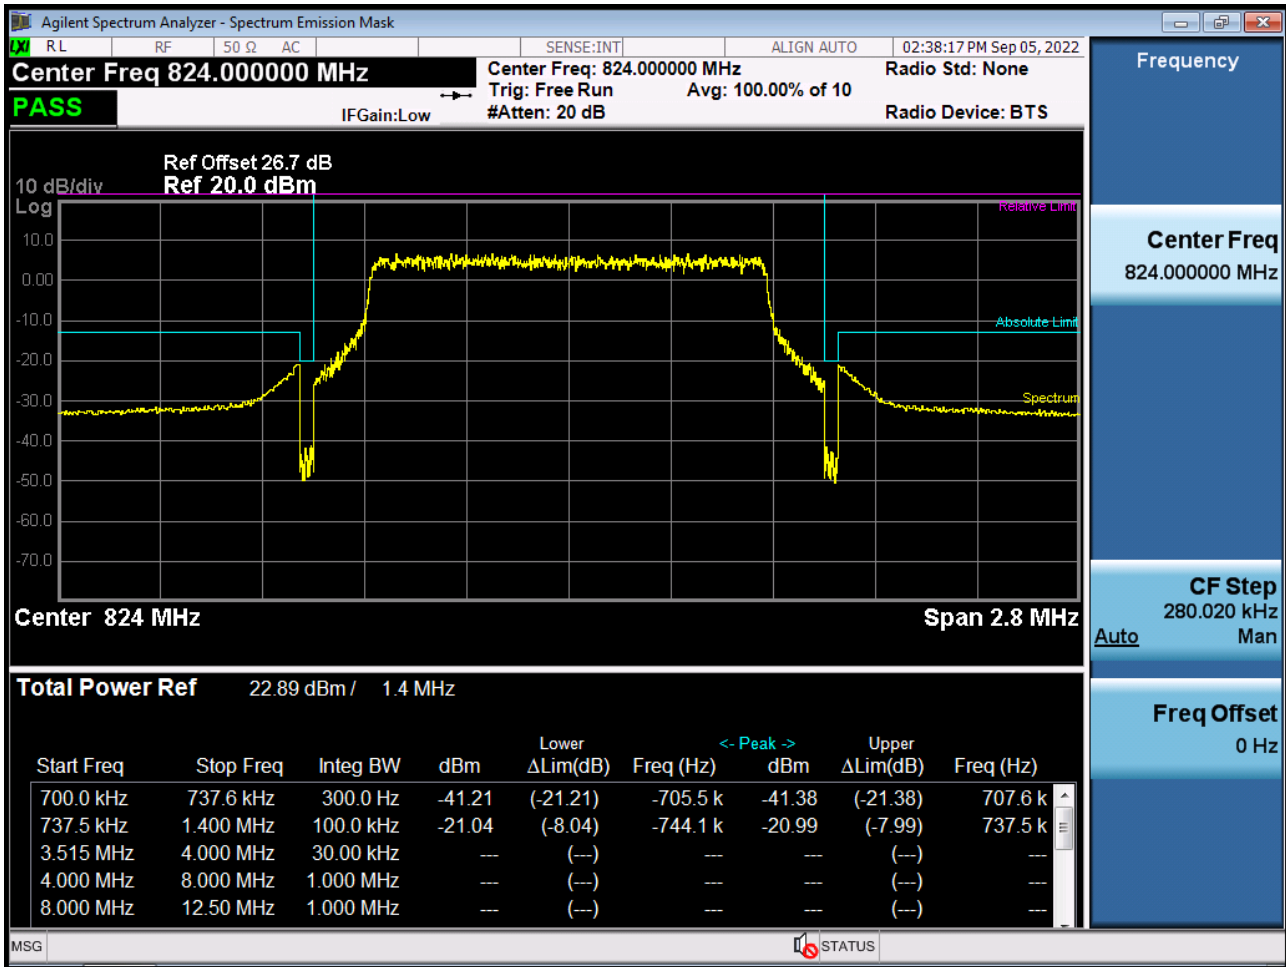 Agilent Spectrum Analyzer - Spectrum Emission Mask
LXI RL RF 50 Ω AC SENSE:INT ALIGN AUTO 02:38:17 PM Sep 05, 2022
Center Freq 824.000000 MHz
PASS
IFGain:Low
Center Freq: 824.000000 MHz
Trig: Free Run Avg: 100.00% of 10
#Atten: 20 dB
Radio Std: None
Radio Device: BTS
Ref Offset 26.7 dB
10 dB/div Ref 20.0 dBm
Log
Relative Limit
10.0
0.00
-10.0
Absolute Limit
-20.0
-30.0
Spectrum
-40.0
-50.0
-60.0
-70.0
Center 824 MHz Span 2.8 MHz
Total Power Ref 22.89 dBm / 1.4 MHz
Lower <- Peak -> Upper
Start Freq Stop Freq Integ BW dBm ΔLim(dB) Freq (Hz) dBm ΔLim(dB) Freq (Hz)
700.0 kHz 737.6 kHz 300.0 Hz -41.21 (-21.21) -705.5 k -41.38 (-21.38) 707.6 k
737.5 kHz 1.400 MHz 100.0 kHz -21.04 (-8.04) -744.1 k -20.99 (-7.99) 737.5 k
3.515 MHz 4.000 MHz 30.00 kHz --- (---) --- --- (---) ---
4.000 MHz 8.000 MHz 1.000 MHz --- (---) --- --- (---) ---
8.000 MHz 12.50 MHz 1.000 MHz --- (---) --- --- (---) ---
MSG STATUS
Frequency
Center Freq
824.000000 MHz
CF Step
280.020 kHz
Auto Man
Freq Offset
0 Hz